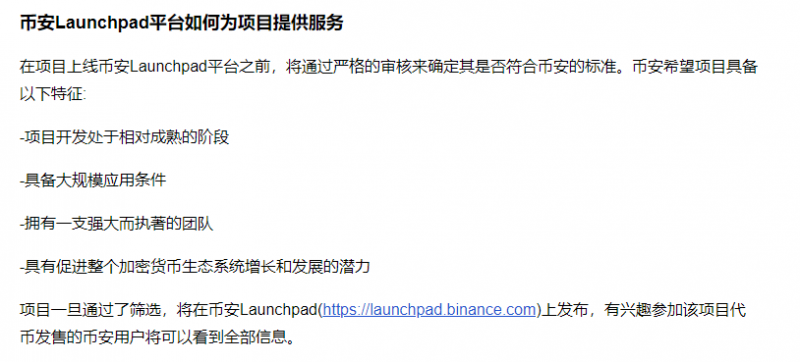 币安Launchpad平台如何为项目提供服务
在项目上线币安Launchpad平台之前，将通过严格的审核来确定其是否符合币安的标准。币安希望项目具备
以下特征:
-项目开发处于相对成熟的阶段
-具备大规模应用条件
-拥有一支强大而执著的团队
-具有促进整个加密货币生态系统增长和发展的潜力
项目一旦通过了筛选，将在币安Launchpad(https://launchpad.binance.com)上发布，有兴趣参加该项目代
币发售的币安用户将可以看到全部信息。